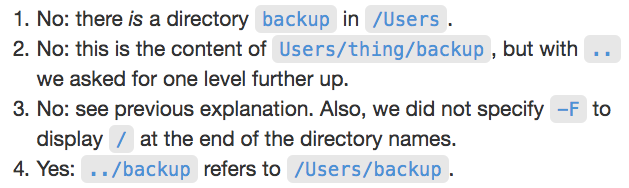 1. No: there is a directory backup in /Users .
2. No: this is the content of Users/thing/backup , but with ..
we asked for one level further up.
3. No: see previous explanation. Also, we did not specify -F to
display / at the end of the directory names.
4. Yes: ../backup refers to /Users/backup .